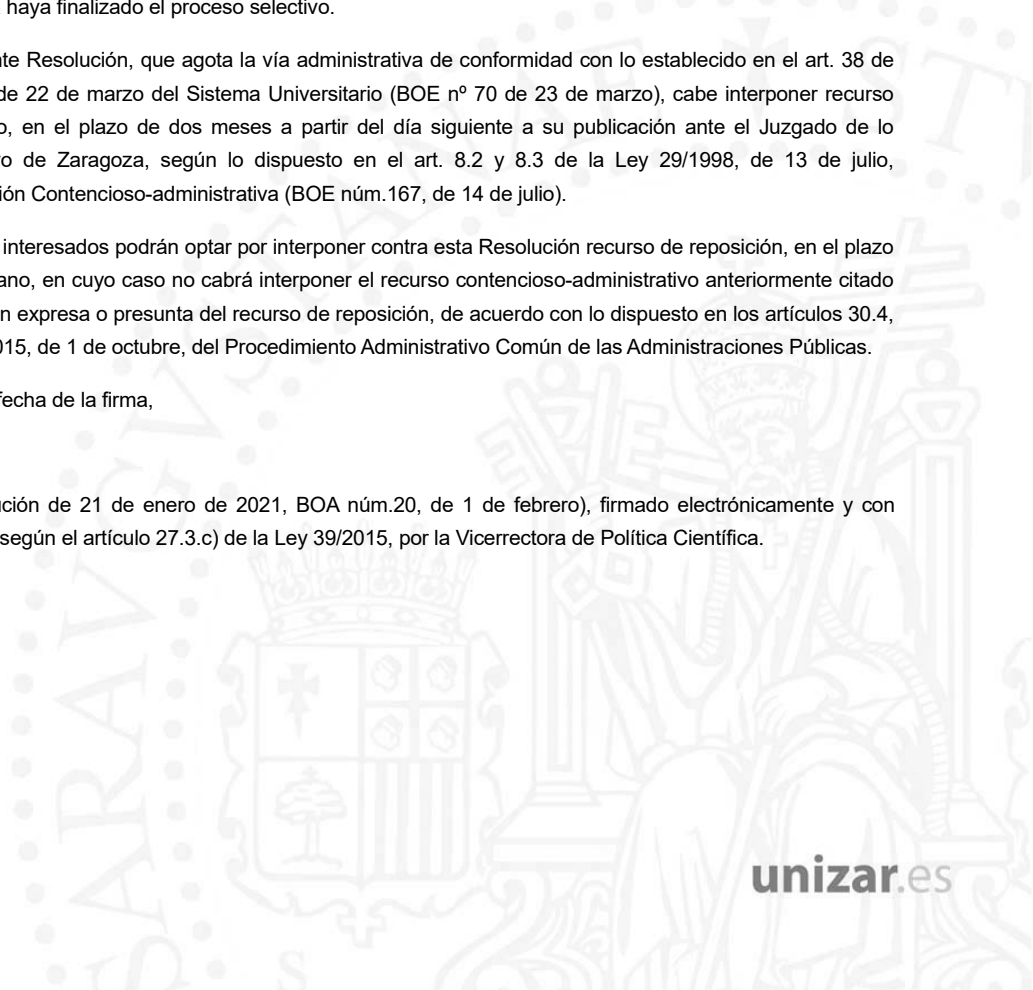 haya finalizado el proceso selectivo.
nte Resolución, que agota la vía administrativa de conformidad con lo establecido en el art. 38 de
de 22 de marzo del Sistema Universitario (BOE nº 70 de 23 de marzo), cabe interponer recurso
o, en el plazo de dos meses a partir del día siguiente a su publicación ante el Juzgado de lo
vo de Zaragoza, según lo dispuesto en el art. 8.2 y 8.3 de la Ley 29/1998, de 13 de julio,
ción Contencioso-administrativa (BOE núm.167, de 14 de julio).
interesados podrán optar por interponer contra esta Resolución recurso de reposición, en el plazo
ano, en cuyo caso no cabrá interponer el recurso contencioso-administrativo anteriormente citado
n expresa o presunta del recurso de reposición, de acuerdo con lo dispuesto en los artículos 30.4,
015, de 1 de octubre, del Procedimiento Administrativo Común de las Administraciones Públicas.
fecha de la firma,
ución de 21 de enero de 2021, BOA núm.20, de 1 de febrero), firmado electrónicamente y con
según el artículo 27.3.c) de la Ley 39/2015, por la Vicerrectora de Política Científica.
unizar.es